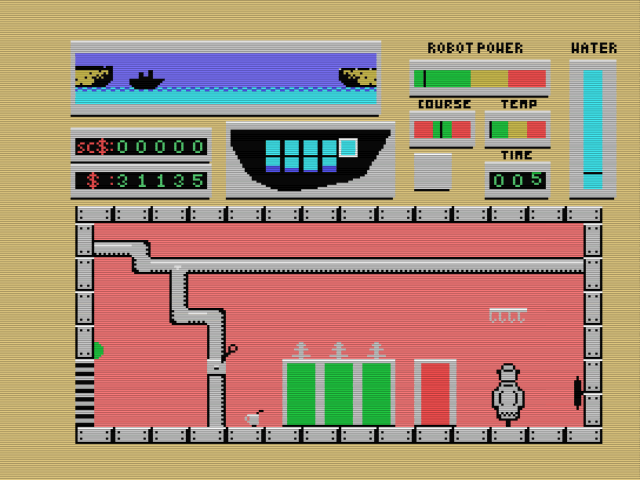 ROBOT POWER WATER
COURSE TEMP
SC$:00000
TIME
$:31135
005